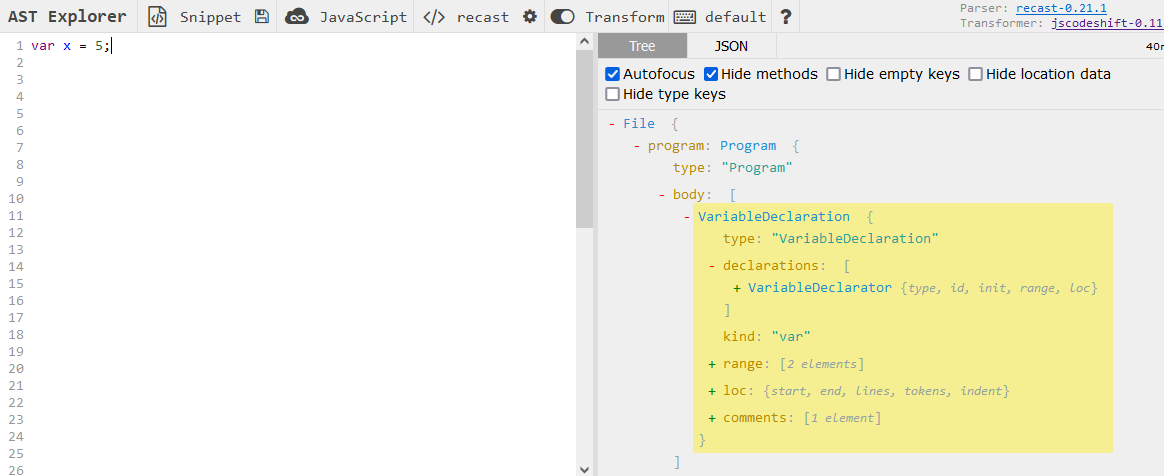 AST Explorer Snippet JavaScript </> recast Transform default ?
Parser: recast-0.21.1
Transformer: jscodeshift-0.11
Tree JSON 40
Autofocus Hide methods Hide empty keys Hide location data
Hide type keys
1 var x = 5;
2
3
4
5
6
7
8
9
10
11
12
13
14
15
16
17
18
19
20
21
22
23
24
25
26
- File {
- program: Program {
type: "Program"
- body: [
- VariableDeclaration {
type: "VariableDeclaration"
- declarations: [
+ VariableDeclarator {type, id, init, range, loc}
]
kind: "var"
+ range: [2 elements]
+ loc: {start, end, lines, tokens, indent}
+ comments: [1 element]
}
]